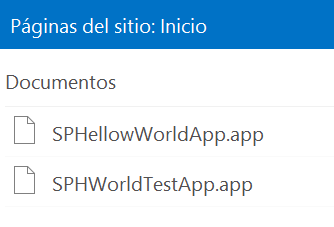 Páginas del sitio: Inicio
Documentos
SPHellowWorldApp.app
SPHWorldTestApp.app